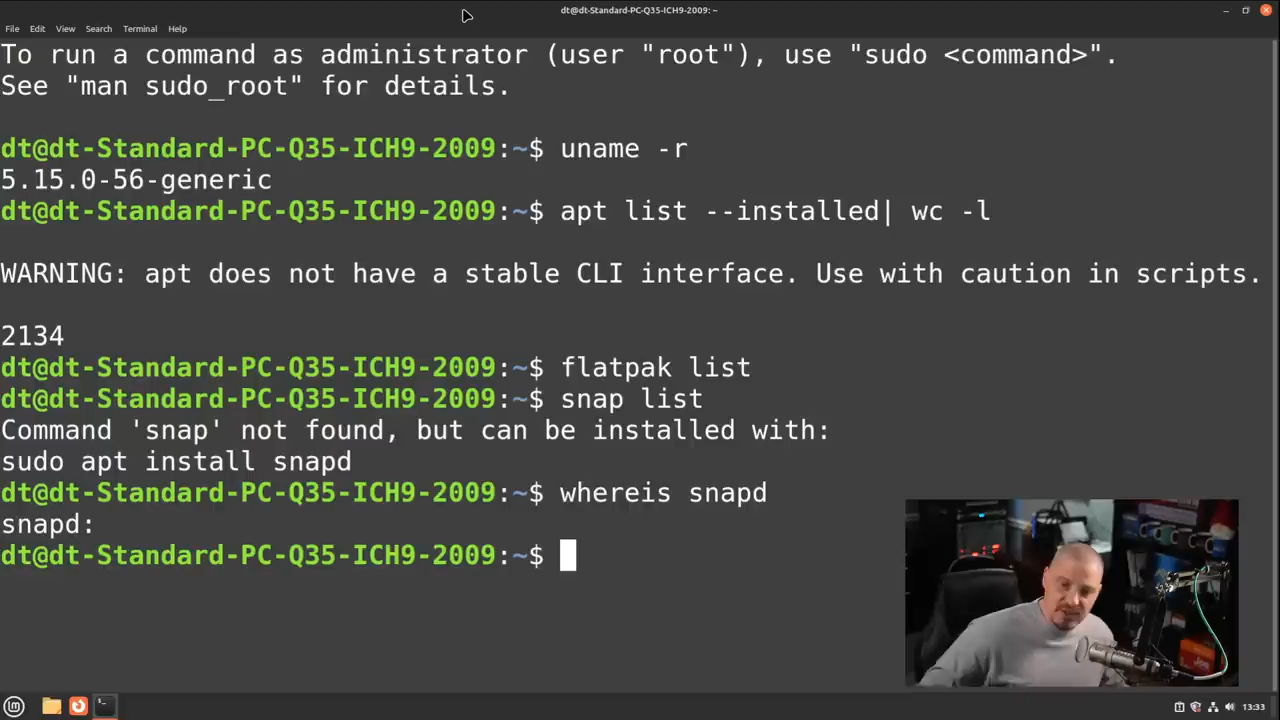 dt@dt-Standard-PC-Q35-ICH9-2009: ~
File Edit View Search Terminal Help
To run a command as administrator (user "root"), use "sudo <command>".
See "man sudo_root" for details.
dt@dt-Standard-PC-Q35-ICH9-2009:~$ uname -r
5.15.0-56-generic
dt@dt-Standard-PC-Q35-ICH9-2009:~$ apt list --installed| wc -l
WARNING: apt does not have a stable CLI interface. Use with caution in scripts.
2134
dt@dt-Standard-PC-Q35-ICH9-2009:~$ flatpak list
dt@dt-Standard-PC-Q35-ICH9-2009:~$ snap list
Command 'snap' not found, but can be installed with:
sudo apt install snapd
dt@dt-Standard-PC-Q35-ICH9-2009:~$ whereis snapd
snapd:
dt@dt-Standard-PC-Q35-ICH9-2009:~$
13:33